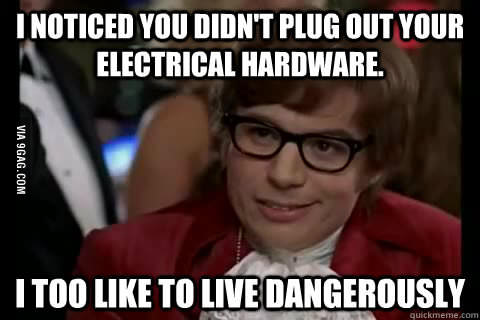 I NOTICED YOU DIDN'T PLUG OUT YOUR
ELECTRICAL HARDWARE.
VIA 9GAG.COM
I TOO LIKE TO LIVE DANGEROUSLY
quickmeme.com